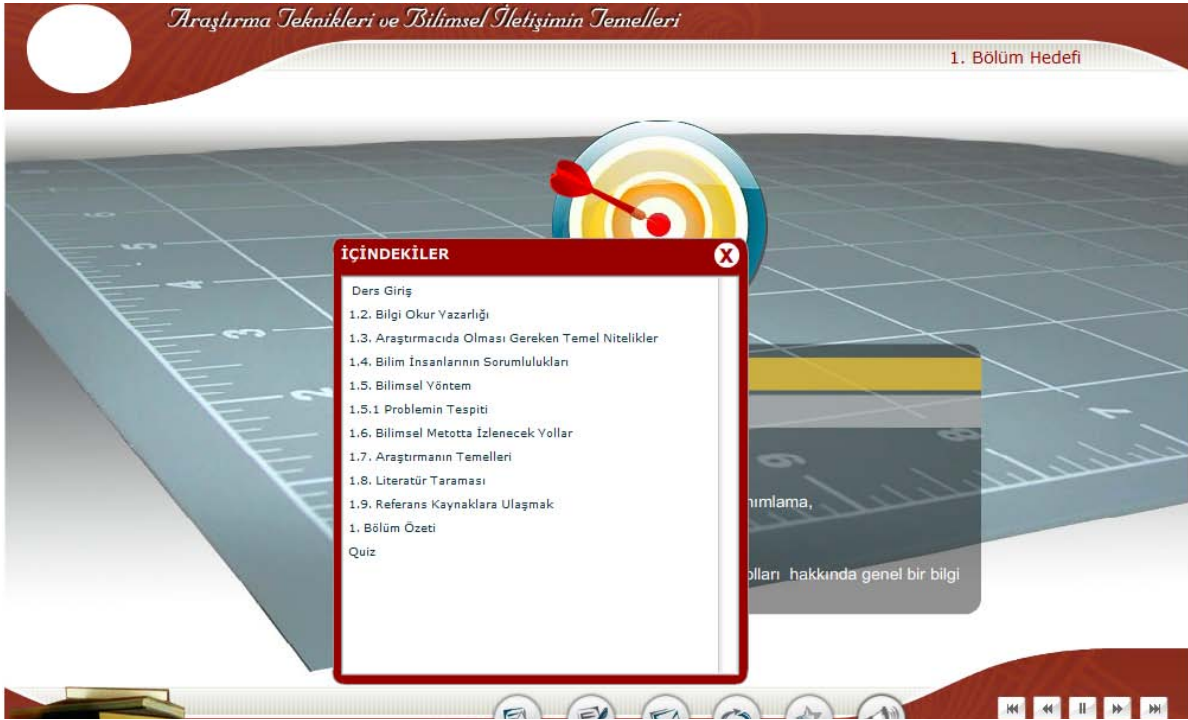 Araştırma Teknikleri ve Bilimsel İletişimin Temelleri
1. Bölüm Hedefi
İÇİNDEKİLER
X
Ders Giriş
1.2. Bilgi Okur Yazarlığı
1.3. Araştırmacıda Olması Gereken Temel Nitelikler
1.4. Bilim İnsanlarının Sorumlulukları
1.5. Bilimsel Yöntem
1.5.1 Problemin Tespiti
1.6. Bilimsel Metotta İzlenecek Yollar
1.7. Araştırmanın Temelleri
1.8. Literatür Taraması
1.9. Referans Kaynaklara Ulaşmak
1. Bölüm Özeti
Quiz
hakkında genel bir bilgi